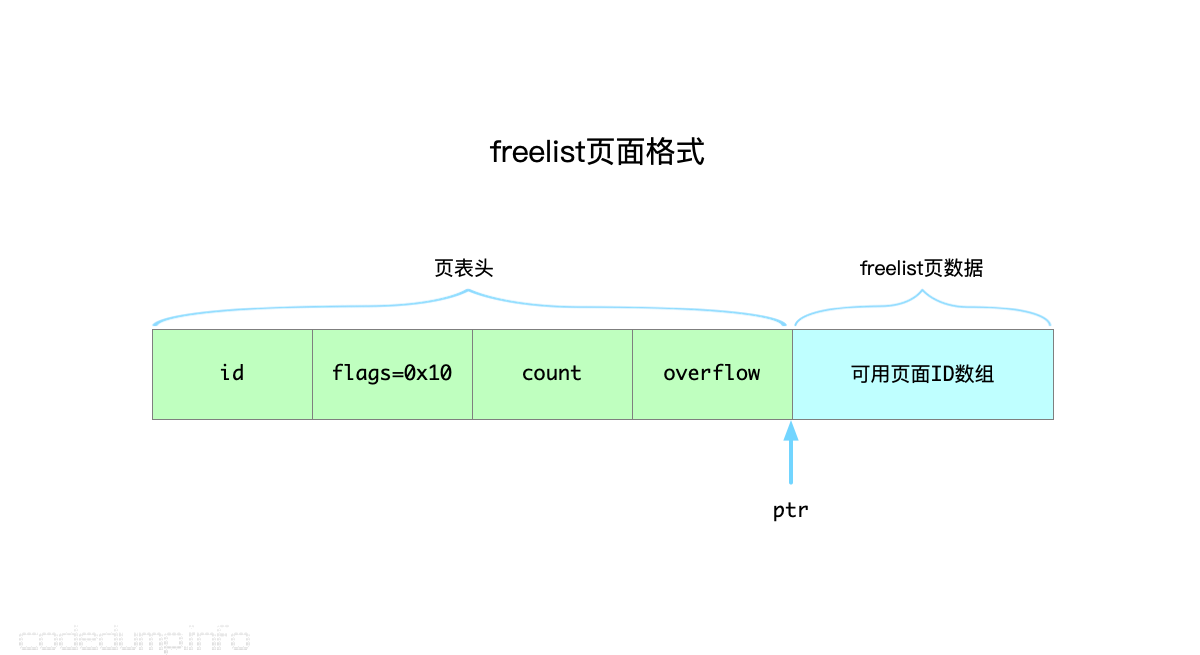 freelist页面格式
页表头
freelist页数据
id
flags=0x10
count
overflow
可用页面ID数组
ptr
codedump.info